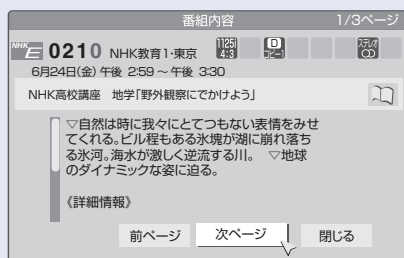 番組内容 1/3ページ
NHK E 0210 NHK教育1・東京 1125i 4:3 D コピー1 ステレオ
6月24日(金) 午後 2:59 ～ 午後 3:30
NHK高校講座 地学「野外観察にでかけよう」
▽自然は時に我々にとてつもない表情をみせ
てくれる。ビル程もある氷塊が湖に崩れ落ち
る氷河。海水が激しく逆流する川。 ▽地球
のダイナミックな姿に迫る。
《詳細情報》
前ページ 次ページ 閉じる